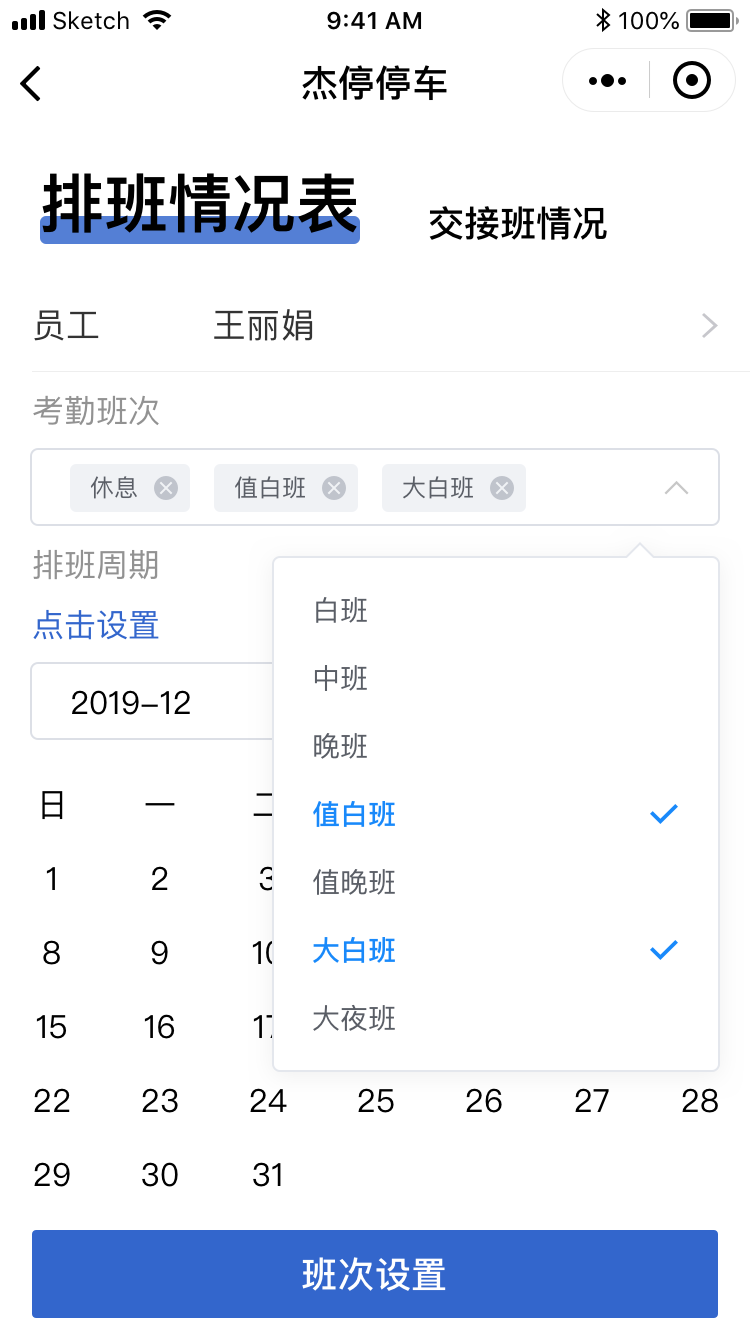 Sketch 9:41 AM 100%
杰停停车
排班情况表 交接班情况
员工 王丽娟
考勤班次
休息 值白班 大白班
排班周期
点击设置
白班
中班
2019–12
晚班
日 一 二
值白班
1 2 3
值晚班
8 9 10
大白班
15 16 17
大夜班
22 23 24 25 26 27 28
29 30 31
班次设置